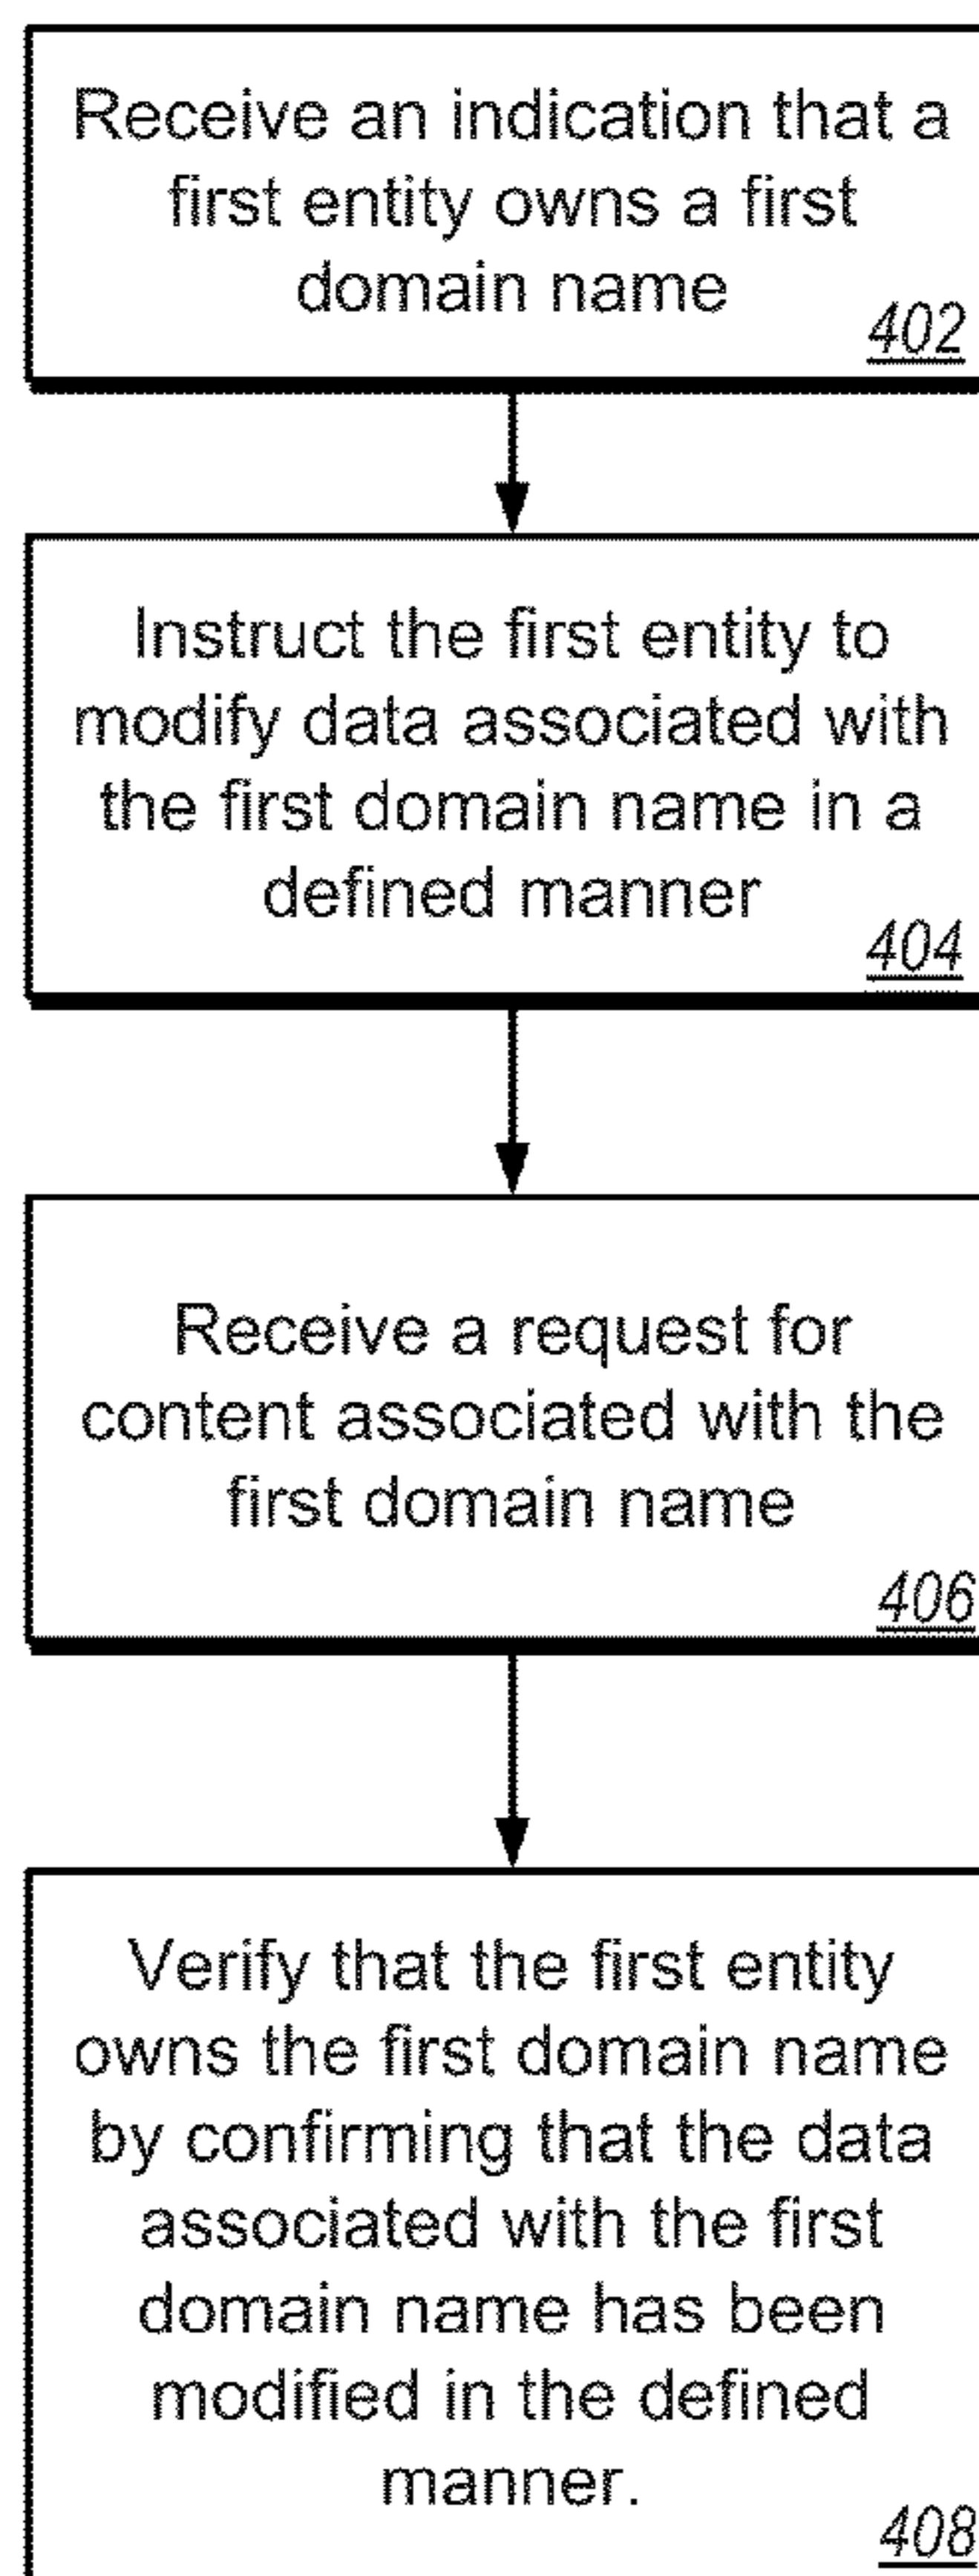 Receive an indication that a
first entity owns a first
domain name
402
Instruct the first entity to
modify data associated with
the first domain name in a
defined manner
404
Receive a request for
content associated with the
first domain name
406
Verify that the first entity
owns the first domain name
by confirming that the data
associated with the first
domain name has been
modified in the defined
manner.
408